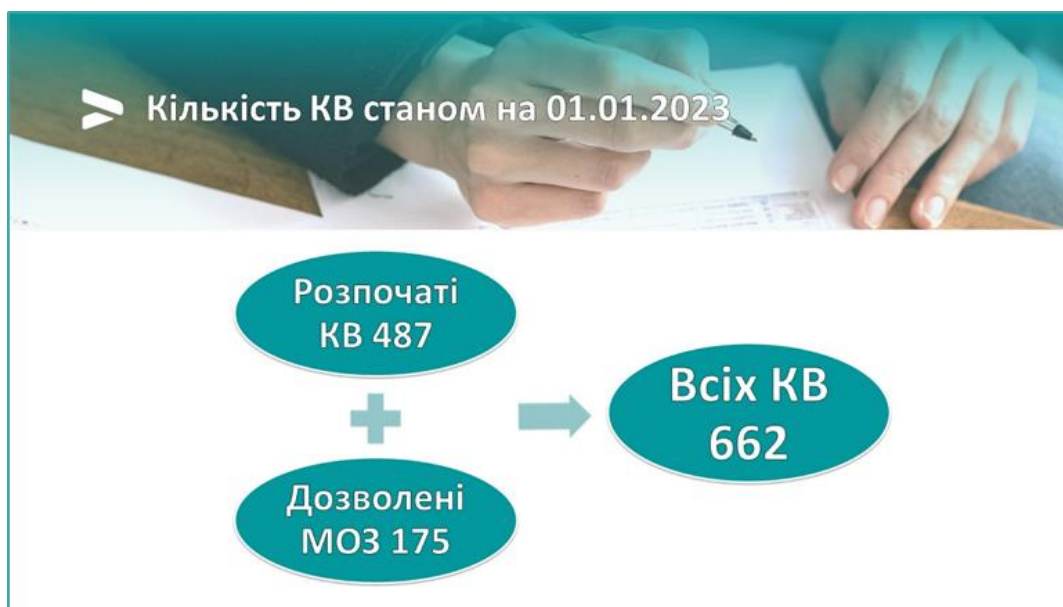 Кількість КВ станом на 01.01.2023
Розпочаті
КВ 487
Всіх КВ
662
Дозволені
МОЗ 175